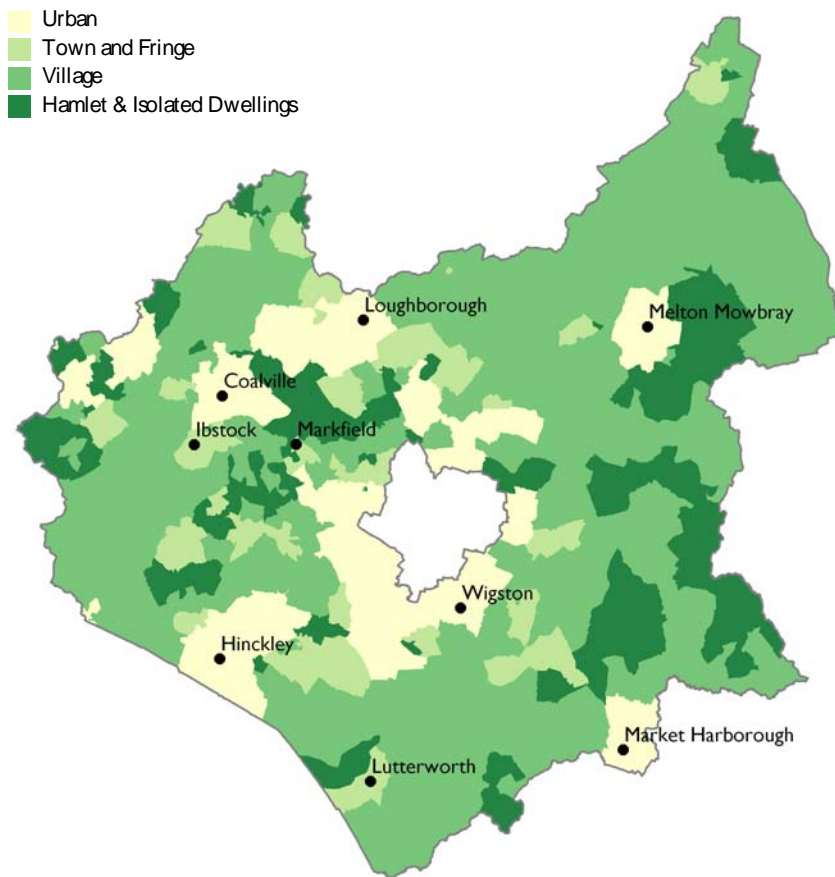 Urban
Town and Fringe
Village
Hamlet & Isolated Dwellings
Loughborough
Melton Mowbray
Coalville
Ibstock
Markfield
Wigston
Hinckley
Market Harborough
Lutterworth